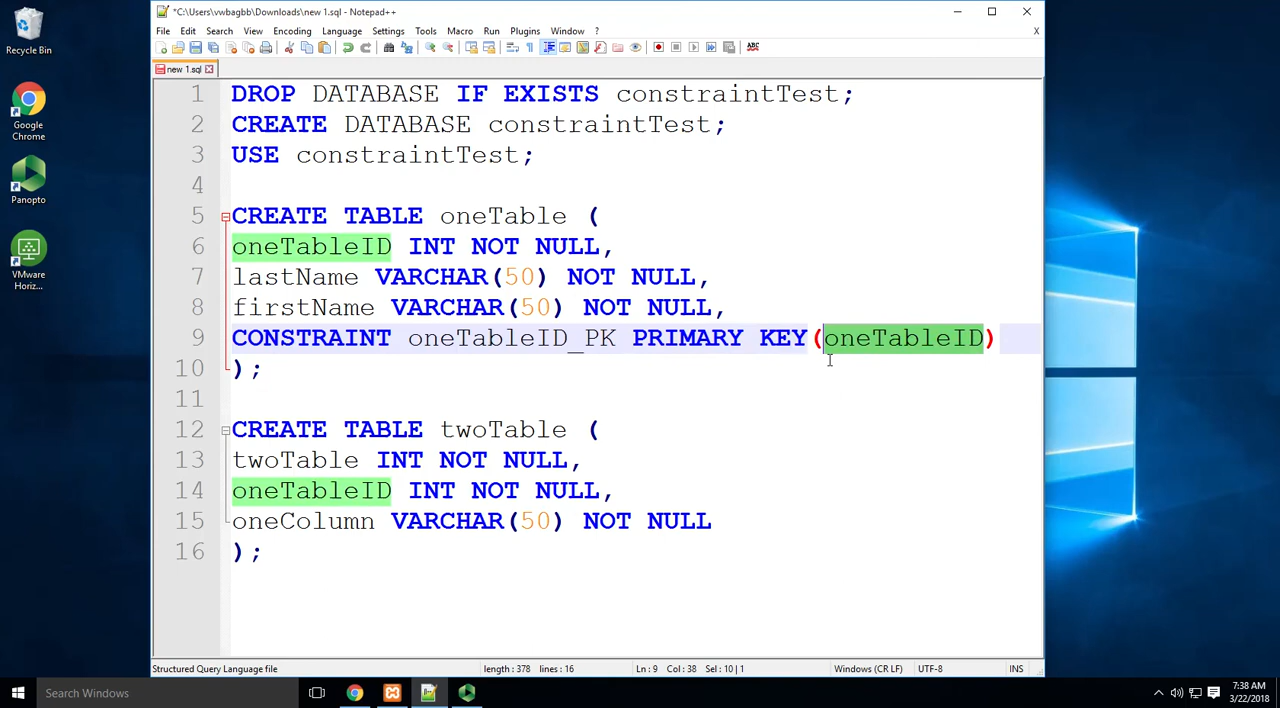 *C:\Users\vwbagbb\Downloads\new 1.sql - Notepad++
File Edit Search View Encoding Language Settings Tools Macro Run Plugins Window ? X
new 1.sql
1 DROP DATABASE IF EXISTS constraintTest;
2 CREATE DATABASE constraintTest;
3 USE constraintTest;
4
5 CREATE TABLE oneTable (
6 oneTableID INT NOT NULL,
7 lastName VARCHAR(50) NOT NULL,
8 firstName VARCHAR(50) NOT NULL,
9 CONSTRAINT oneTableID_PK PRIMARY KEY(oneTableID)
10 );
11
12 CREATE TABLE twoTable (
13 twoTable INT NOT NULL,
14 oneTableID INT NOT NULL,
15 oneColumn VARCHAR(50) NOT NULL
16 );
Structured Query Language file length : 378 lines : 16 Ln : 9 Col : 38 Sel : 10 | 1 Windows (CR LF) UTF-8 INS
Recycle Bin
Google
Chrome
Panopto
VMware
Horiz...
ABC
Search Windows
7:38 AM
3/22/2018